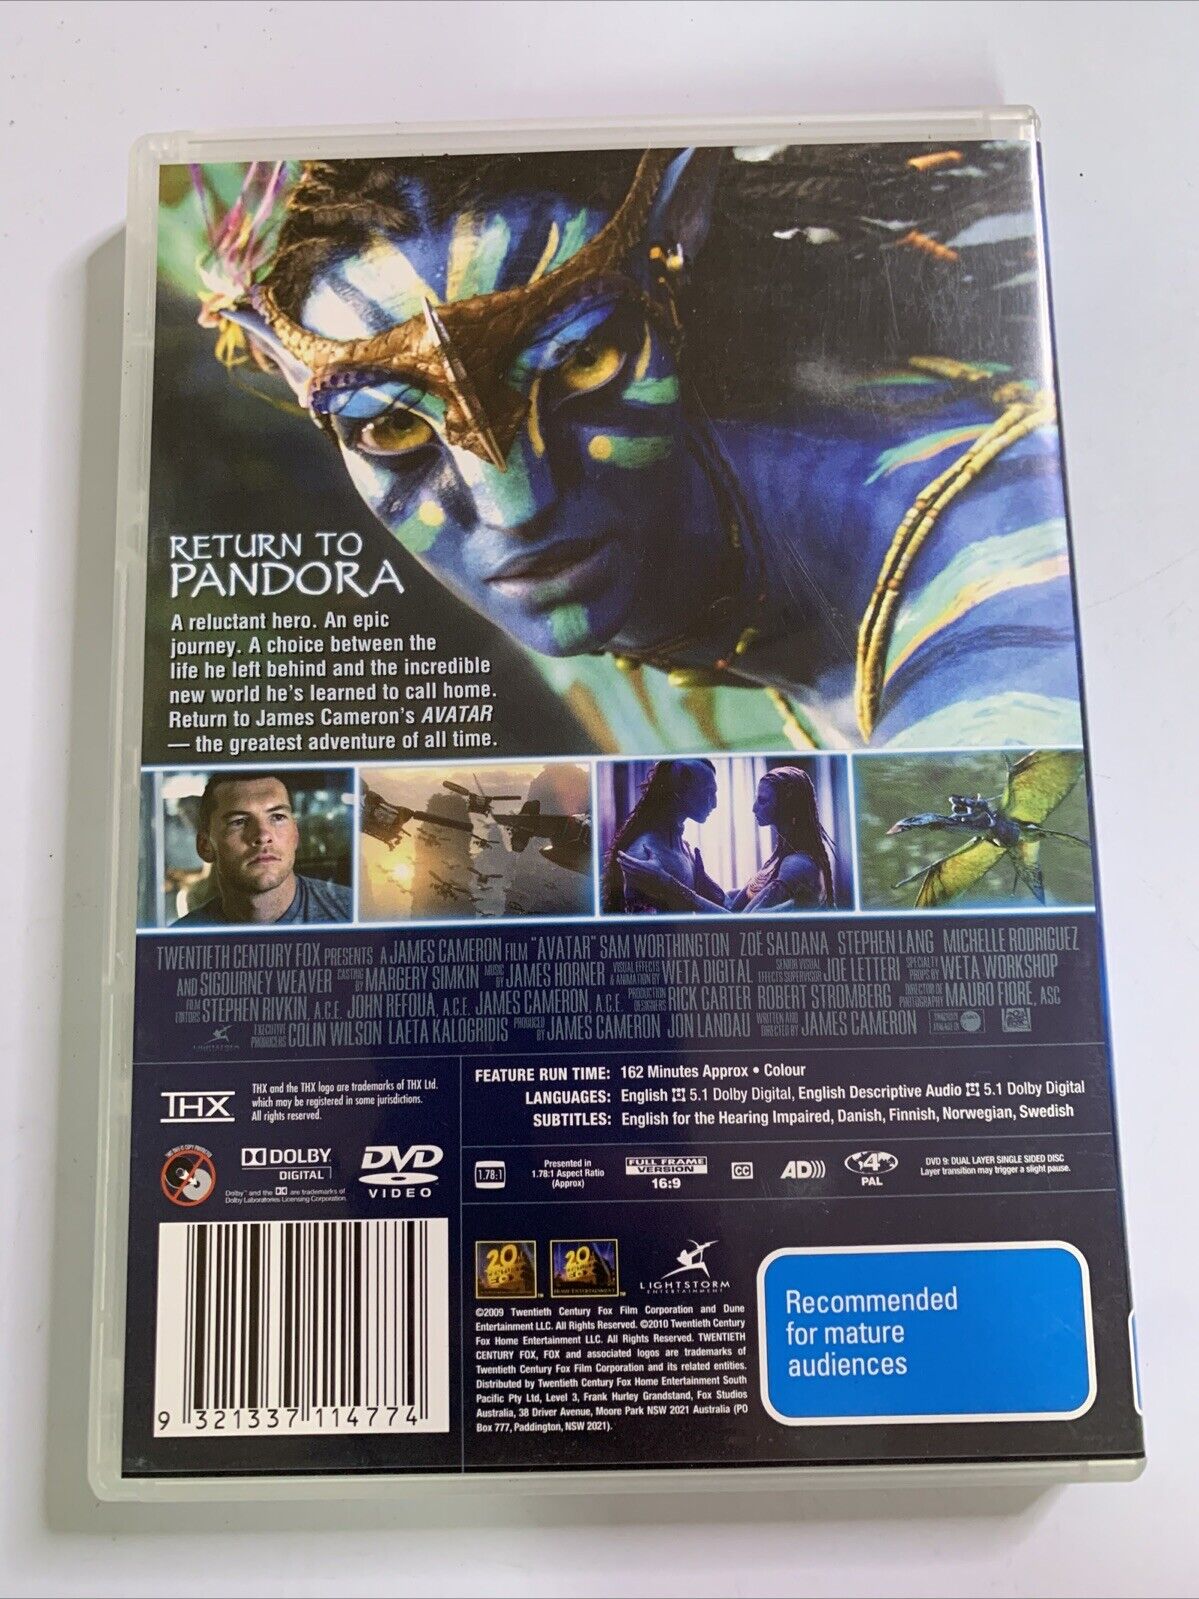 RETURN TO
PANDORA
A reluctant hero. An epic
journey. A choice between the
life he left behind and the incredible
new world he's learned to call home.
Return to James Cameron's AVATAR
— the greatest adventure of all time.
TWENTIETH CENTURY FOX PRESENTS A JAMES CAMERON FILM "AVATAR" SAM WORTHINGTON ZOË SALDANA STEPHEN LANG MICHELLE RODRIGUEZ
AND SIGOURNEY WEAVER CASTING BY MARGERY SIMKIN MUSIC BY JAMES HORNER VISUAL EFFECTS & ANIMATION BY WETA DIGITAL SENIOR VISUAL EFFECTS SUPERVISOR JOE LETTERI SPECIALTY PROPS BY WETA WORKSHOP
FILM EDITORS STEPHEN RIVKIN, A.C.E. JOHN REFOUA, A.C.E. JAMES CAMERON, A.C.E. PRODUCTION DESIGNERS RICK CARTER ROBERT STROMBERG DIRECTOR OF PHOTOGRAPHY MAURO FIORE, ASC
LIGHTSTORM EXECUTIVE PRODUCERS COLIN WILSON LAETA KALOGRIDIS PRODUCED BY JAMES CAMERON JON LANDAU WRITTEN AND DIRECTED BY JAMES CAMERON
THX
THX and the THX logo are trademarks of THX Ltd.
which may be registered in some jurisdictions.
All rights reserved.
FEATURE RUN TIME: 162 Minutes Approx • Colour
LANGUAGES: English 5.1 Dolby Digital, English Descriptive Audio 5.1 Dolby Digital
SUBTITLES: English for the Hearing Impaired, Danish, Finnish, Norwegian, Swedish
THIS DISC IS COPY PROTECTED
DOLBY
DIGITAL
Dolby and the are trademarks of
Dolby Laboratories Licensing Corporation.
DVD
VIDEO
1.78:1
Presented in
1.78:1 Aspect Ratio
(Approx)
FULL FRAME
VERSION
16:9
CC
AD)))
4
PAL
DVD 9: DUAL LAYER SINGLE SIDED DISC
Layer transition may trigger a slight pause.
9 321337 114774
20th CENTURY FOX
20th CENTURY FOX
HOME ENTERTAINMENT
LIGHTSTORM
ENTERTAINMENT
©2009 Twentieth Century Fox Film Corporation and Dune
Entertainment LLC. All Rights Reserved. ©2010 Twentieth Century
Fox Home Entertainment LLC. All Rights Reserved. TWENTIETH
CENTURY FOX, FOX and associated logos are trademarks of
Twentieth Century Fox Film Corporation and its related entities.
Distributed by Twentieth Century Fox Home Entertainment South
Pacific Pty Ltd, Level 3, Frank Hurley Grandstand, Fox Studios
Australia, 38 Driver Avenue, Moore Park NSW 2021 Australia (PO
Box 777, Paddington, NSW 2021).
Recommended
for mature
audiences